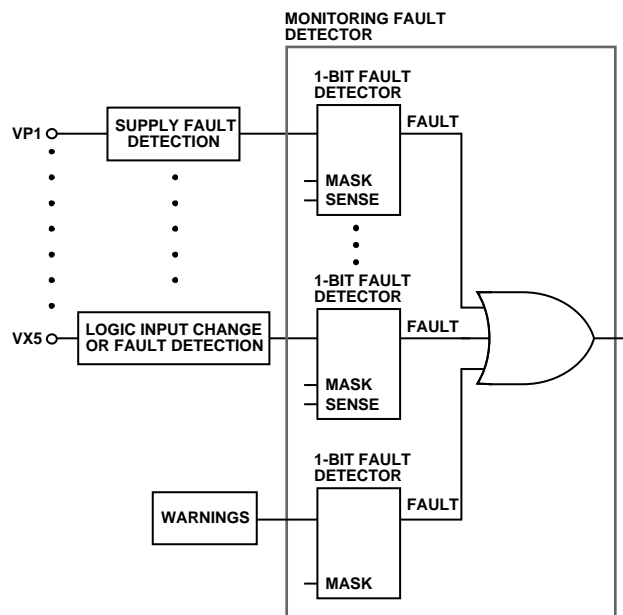 MONITORING FAULT
DETECTOR
1-BIT FAULT
DETECTOR
VP1
SUPPLY FAULT
DETECTION
FAULT
MASK
SENSE
1-BIT FAULT
DETECTOR
VX5
LOGIC INPUT CHANGE
OR FAULT DETECTION
FAULT
MASK
SENSE
1-BIT FAULT
DETECTOR
WARNINGS
FAULT
MASK